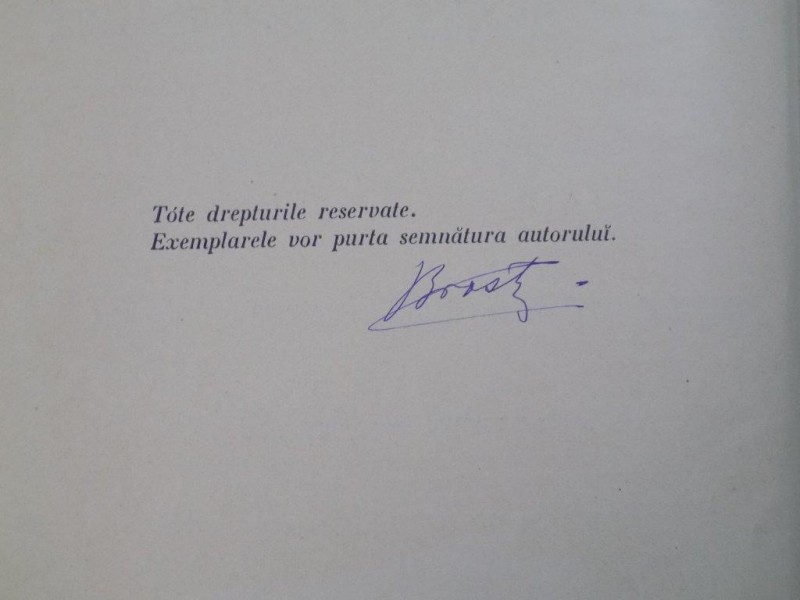 Tóte drepturile reservate.
Exemplarele vor purta semnătura autoruluĭ.